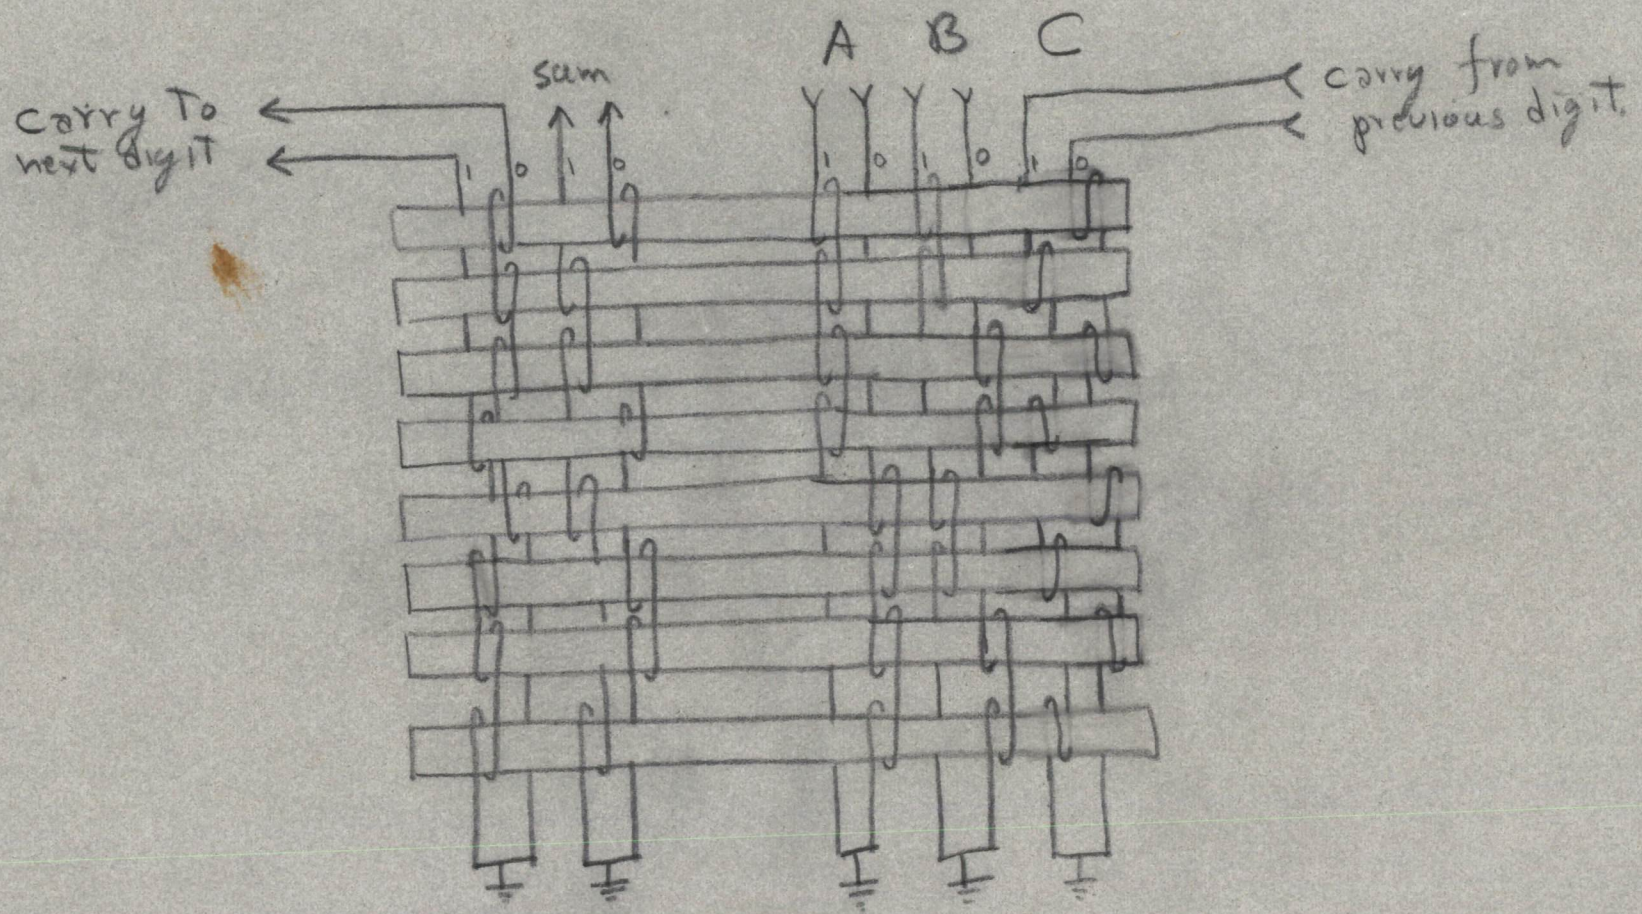 A B C
sum
carry To
next digit
carry from
previous digit.
1 0 1 0
1 0 1 0 1 0